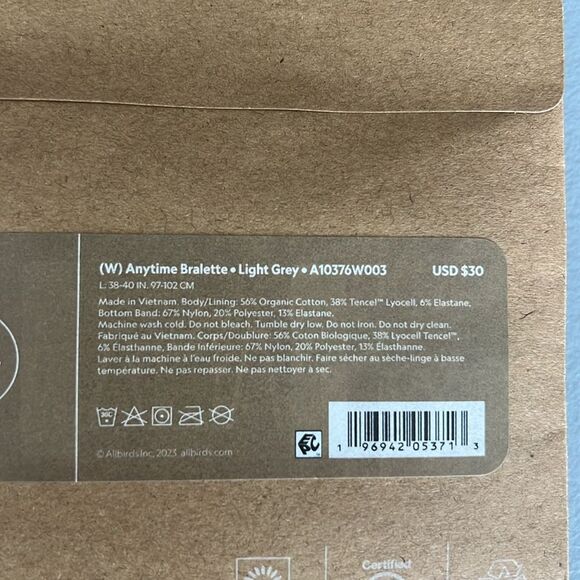 (W) Anytime Bralette • Light Grey • A10376W003 USD $30
L: 38-40 IN. 97-102 CM
Made in Vietnam. Body/Lining: 56% Organic Cotton, 38% Tencel™ Lyocell, 6% Elastane,
Bottom Band: 67% Nylon, 20% Polyester, 13% Elastane.
Machine wash cold. Do not bleach. Tumble dry low. Do not iron. Do not dry clean.
Fabriqué au Vietnam. Corps/Doublure: 56% Coton Biologique, 38% Lyocell Tencel™,
6% Élasthanne, Bande Inférieure: 67% Nylon, 20% Polyester, 13% Élasthanne.
Laver à la machine à l'eau froide. Ne pas blanchir. Faire sécher au sèche-linge à basse
température. Ne pas repasser. Ne pas nettoyer à sec.
30C
© Allbirds Inc, 2023 allbirds.com
1 96942 05371 3
Certified